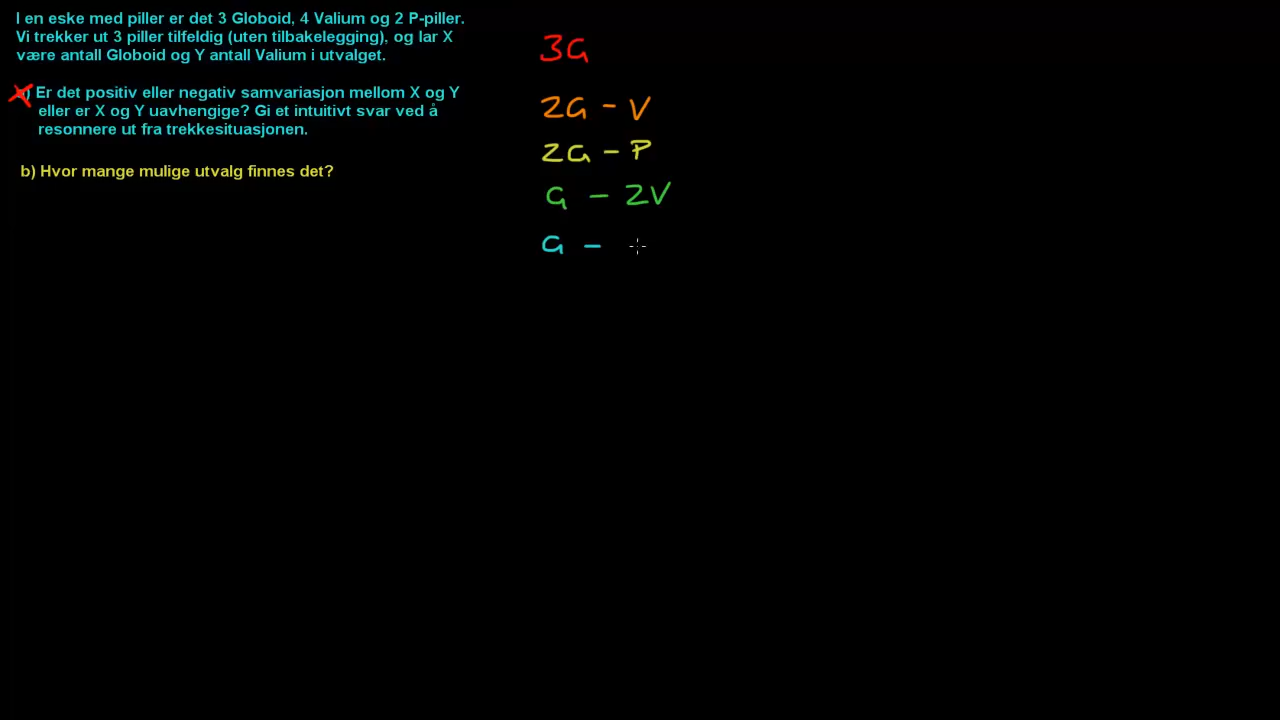 I en eske med piller er det 3 Globoid, 4 Valium og 2 P-piller.
Vi trekker ut 3 piller tilfeldig (uten tilbakelegging), og lar X
være antall Globoid og Y antall Valium i utvalget.
a) Er det positiv eller negativ samvariasjon mellom X og Y
eller er X og Y uavhengige? Gi et intuitivt svar ved å
resonnere ut fra trekkesituasjonen.
b) Hvor mange mulige utvalg finnes det?
3G
2G - V
2G - P
G - 2V
G -